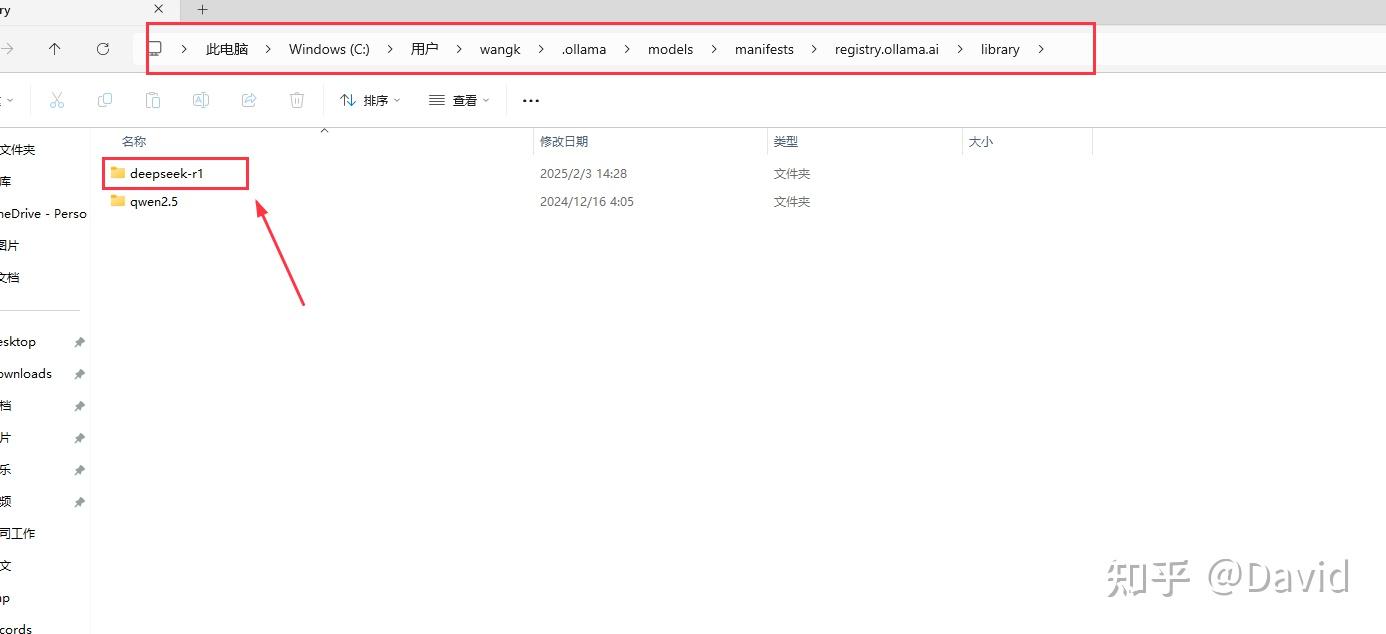 ry
此电脑 Windows (C:) 用户 wangk .ollama models manifests registry.ollama.ai library
排序 查看 ...
名称 修改日期 类型 大小
文件夹
deepseek-r1 2025/2/3 14:28 文件夹
库
qwen2.5 2024/12/16 4:05 文件夹
neDrive - Perso
图片
文档
esktop
ownloads
档
片
乐
频
司工作
文
ap
cords
知乎 @David